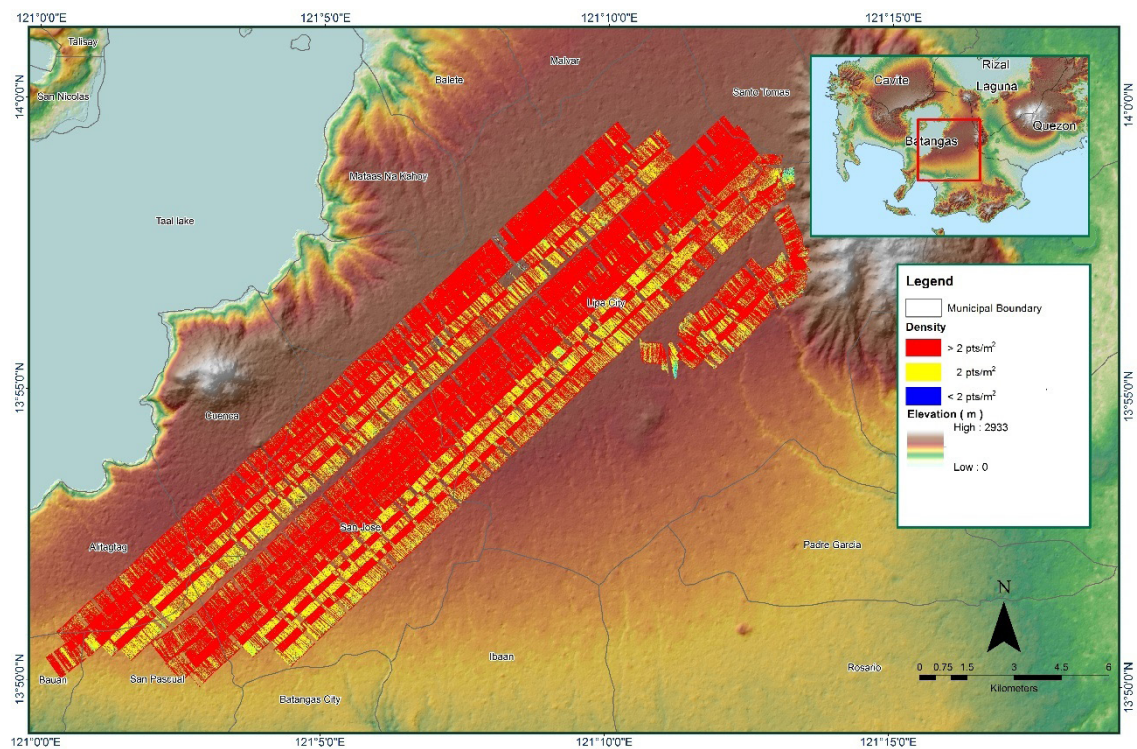 121°0'0"E
121°5'0"E
121°10'0"E
121°15'0"E
Talisay
Malvar
Balete
San Nicolas
Santo Tomas
14°0'0"N
14°0'0"N
Cavite
Rizal
Laguna
Quezon
Batangas
Mataas Na Kahoy
Taal lake
Lipa City
Legend
Municipal Boundary
Density
> 2 pts/m²
2 pts/m²
< 2 pts/m²
Elevation ( m )
High : 2933
Low : 0
13°55'0"N
13°55'0"N
Cuenca
San Jose
Alitagtag
Padre Garcia
N
Ibaan
Rosario
Bauan
San Pascual
Batangas City
0 0.75 1.5 3 4.5 6
Kilometers
13°50'0"N
13°50'0"N
121°0'0"E
121°5'0"E
121°10'0"E
121°15'0"E